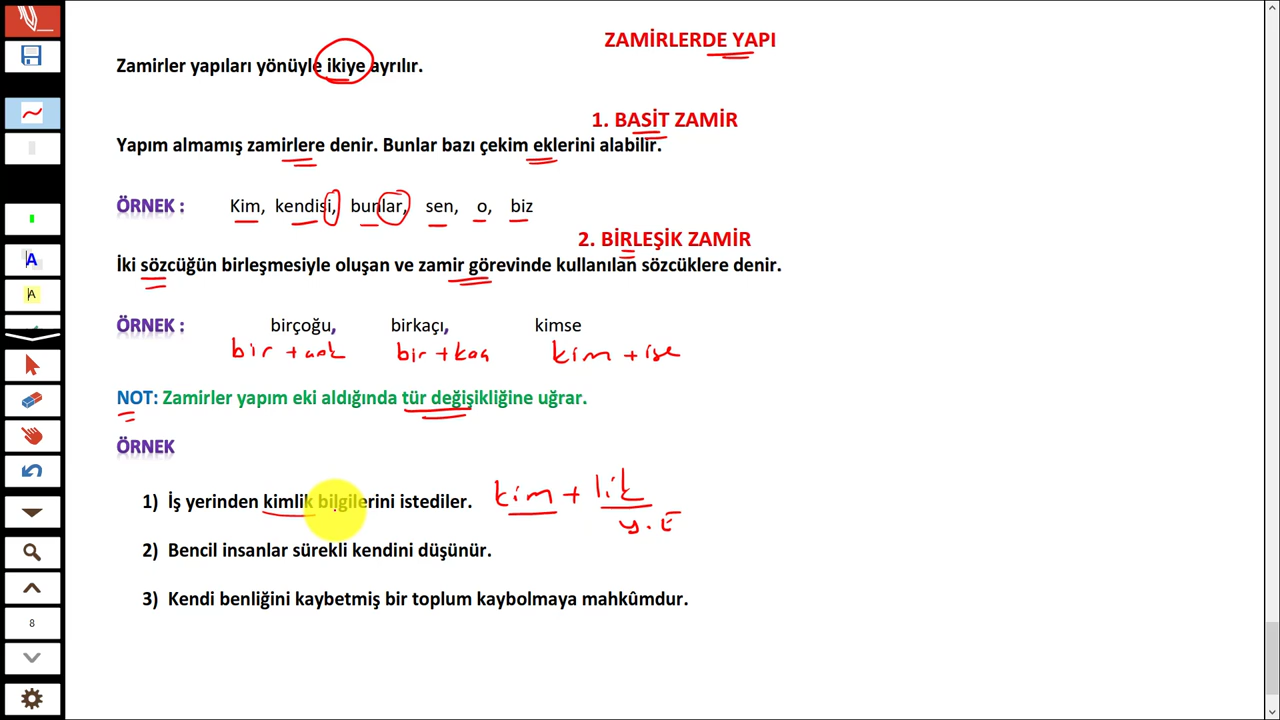 ZAMİRLERDE YAPI
Zamirler yapıları yönüyle ikiye ayrılır.
1. BASİT ZAMİR
Yapım almamış zamirlere denir. Bunlar bazı çekim eklerini alabilir.
ÖRNEK : Kim, kendisi, bunlar, sen, o, biz
2. BİRLEŞİK ZAMİR
İki sözcüğün birleşmesiyle oluşan ve zamir görevinde kullanılan sözcüklere denir.
ÖRNEK : birçoğu, birkaçı, kimse
bir + çok bir + kaç kim + ise
NOT: Zamirler yapım eki aldığında tür değişikliğine uğrar.
ÖRNEK
1) İş yerinden kimlik bilgilerini istediler. kim + lik
y. E
2) Bencil insanlar sürekli kendini düşünür.
3) Kendi benliğini kaybetmiş bir toplum kaybolmaya mahkûmdur.
A
A
8